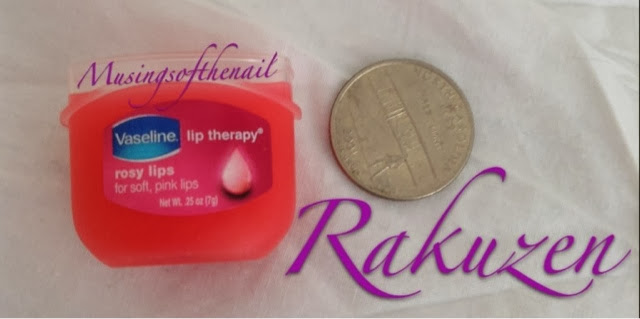 Musingsofthenail
Vaseline. lip therapy®
rosy lips
for soft, pink lips
Net Wt. .25 oz (7g)
Rakuzen